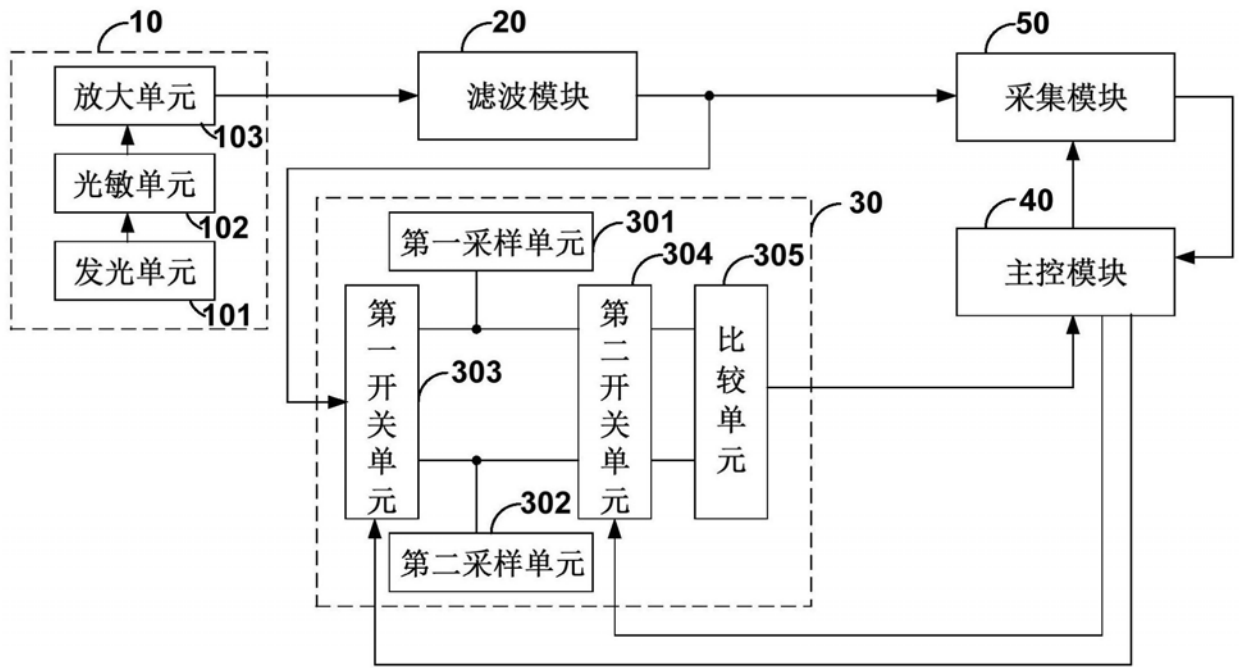 10
放大单元
103
光敏单元
102
发光单元
101
20
滤波模块
50
采集模块
40
主控模块
30
第一采样单元
301
304
305
第一开关单元
303
第二开关单元
比较单元
302
第二采样单元